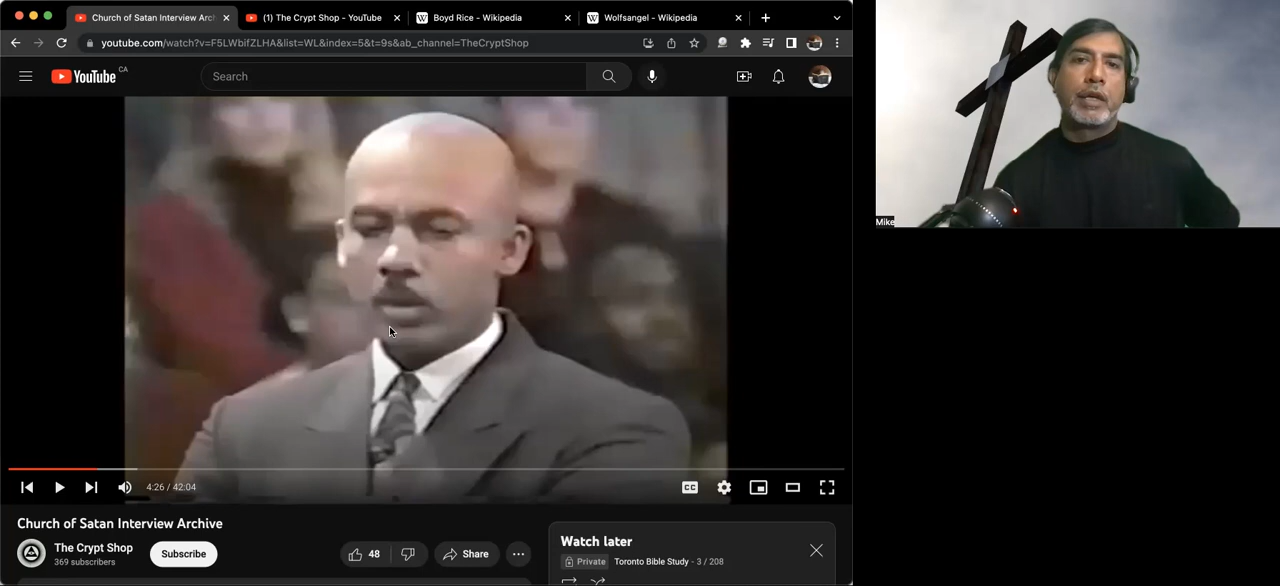 Church of Satan Interview Arch
(1) The Crypt Shop - YouTube
Boyd Rice - Wikipedia
Wolfsangel - Wikipedia
youtube.com/watch?v=F5LWbifZLHA&list=WL&index=5&t=9s&ab_channel=TheCryptShop
YouTube CA
Search
Mike
4:26 / 42:04
CC
Church of Satan Interview Archive
The Crypt Shop
369 subscribers
Subscribe
48
Share
Watch later
Private
Toronto Bible Study - 3 / 208